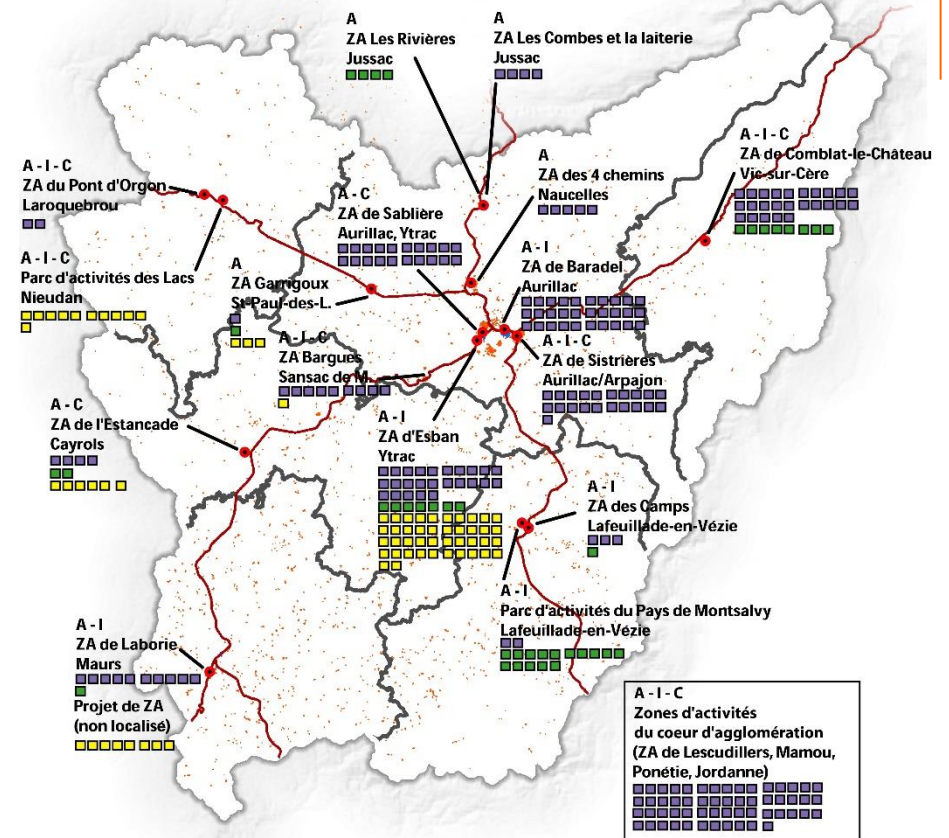 A
ZA Les Rivières
Jussac
A
ZA Les Combes et la laiterie
Jussac
A - I - C
ZA de Comblat-le-Château
Vic-sur-Cère
A - I - C
ZA du Pont d'Orgon
Laroquebrou
A - C
ZA de Sablière
Aurillac, Ytrac
A
ZA des 4 chemins
Naucelles
A - I - C
Parc d'activités des Lacs
Nieudan
A
ZA Garrigoux
St-Paul-des-L.
A - I
ZA de Baradel
Aurillac
A - I - C
ZA Bargues
Sansac de M.
A - I - C
ZA de Sistrières
Aurillac/Arpajon
A - C
ZA de l'Estancade
Cayrols
A - I
ZA d'Esban
Ytrac
A - I
ZA des Camps
Lafeuillade-en-Vézie
A - I
Parc d'activités du Pays de Montsalvy
Lafeuillade-en-Vézie
A - I
ZA de Laborie
Maurs
Projet de ZA
(non localisé)
A - I - C
Zones d'activités
du coeur d'agglomération
(ZA de Lescudillers, Mamou,
Ponétie, Jordanne)